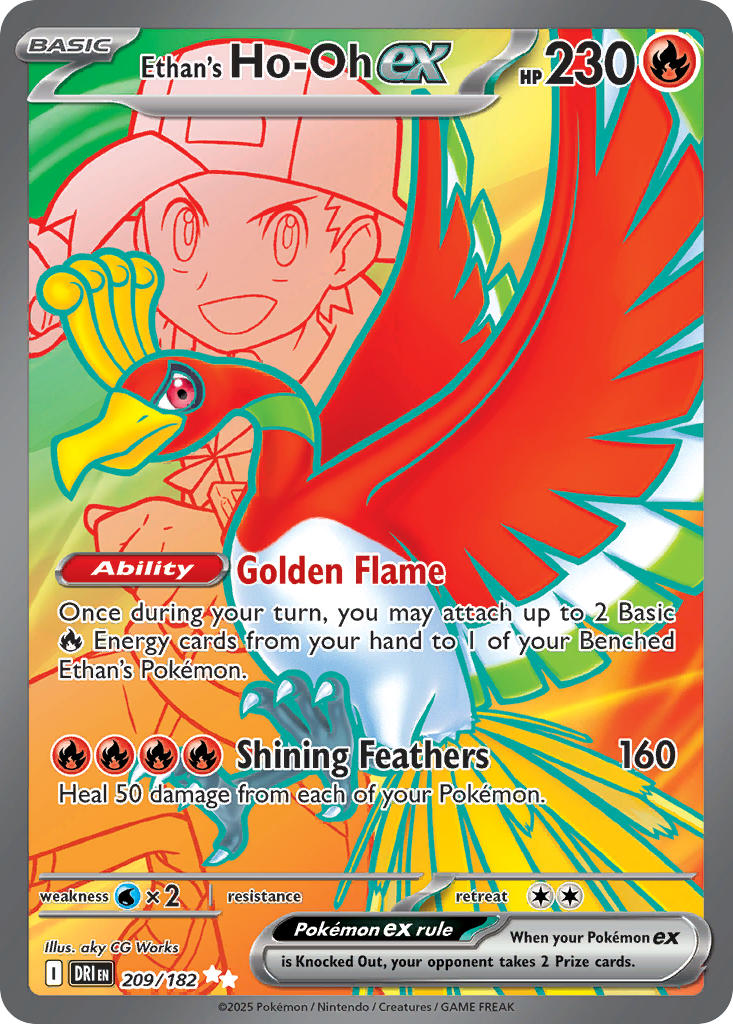 BASIC Ethan's Ho-Oh ex HP 230
Ability Golden Flame
Once during your turn, you may attach up to 2 Basic
Energy cards from your hand to 1 of your Benched
Ethan's Pokémon.
Shining Feathers 160
Heal 50 damage from each of your Pokémon.
weakness ×2 resistance retreat
Pokémon ex rule When your Pokémon ex
is Knocked Out, your opponent takes 2 Prize cards.
Illus. aky CG Works
I DRI EN 209/182
©2025 Pokémon / Nintendo / Creatures / GAME FREAK